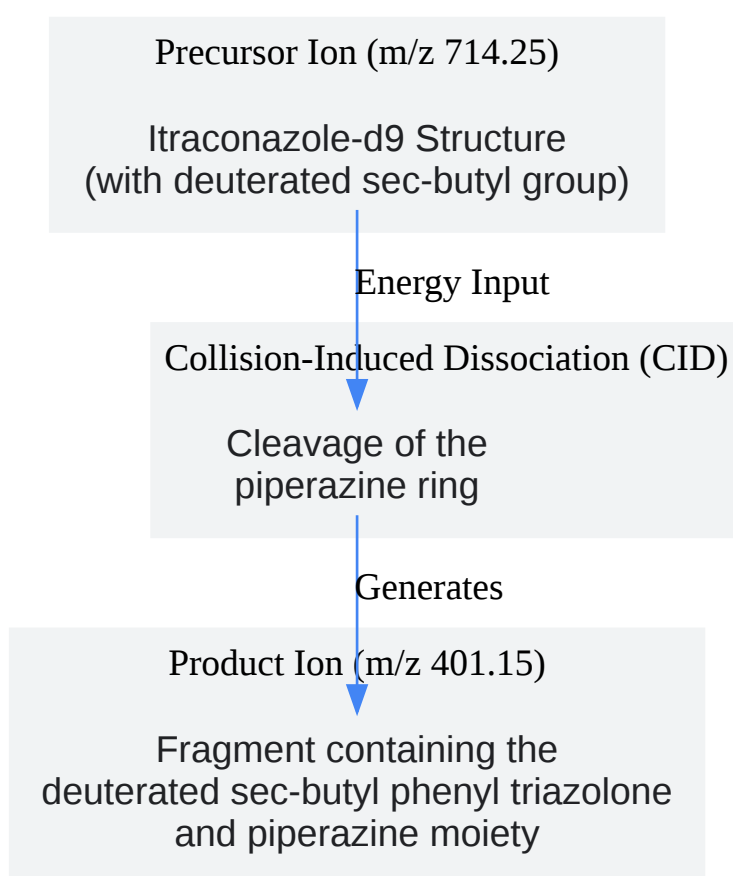 Precursor Ion (m/z 714.25)
Itraconazole-d9 Structure
(with deuterated sec-butyl group)
Energy Input
Collision-Induced Dissociation (CID)
Cleavage of the
piperazine ring
Generates
Product Ion (m/z 401.15)
Fragment containing the
deuterated sec-butyl phenyl triazolone
and piperazine moiety